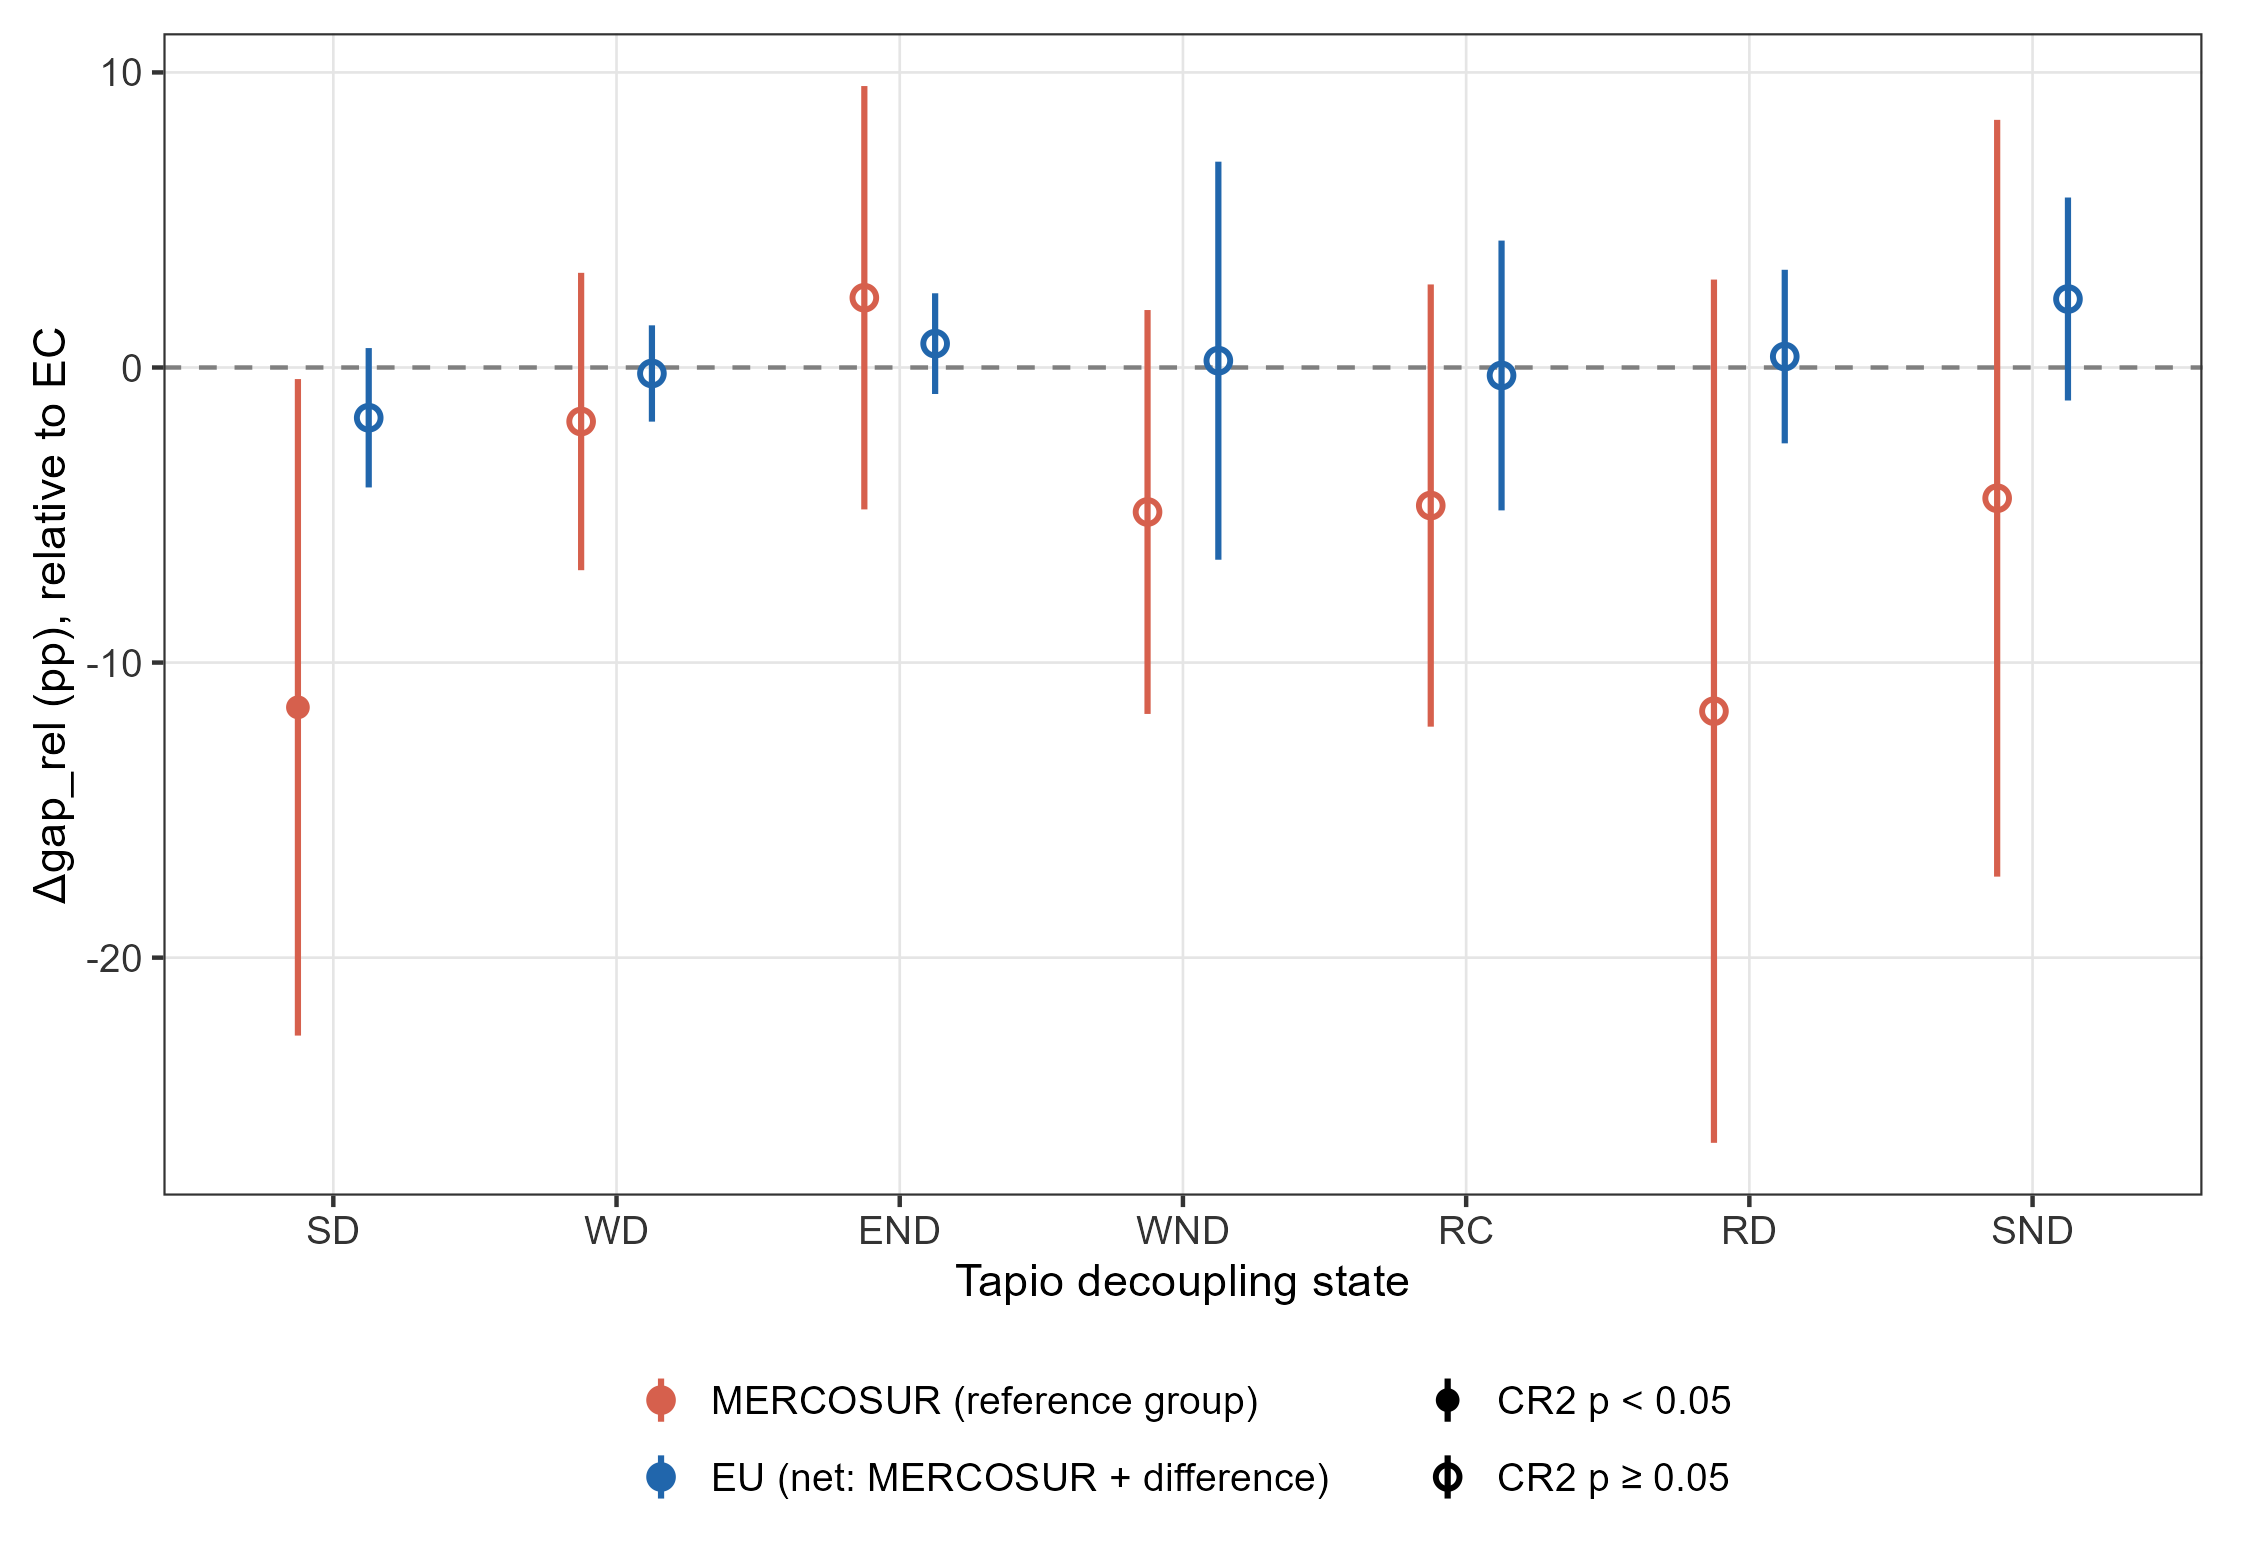 Δgap_rel (pp), relative to EC
10
0
-10
-20
SD WD END WND RC RD SND
Tapio decoupling state
MERCOSUR (reference group)
EU (net: MERCOSUR + difference)
CR2 p < 0.05
CR2 p ≥ 0.05